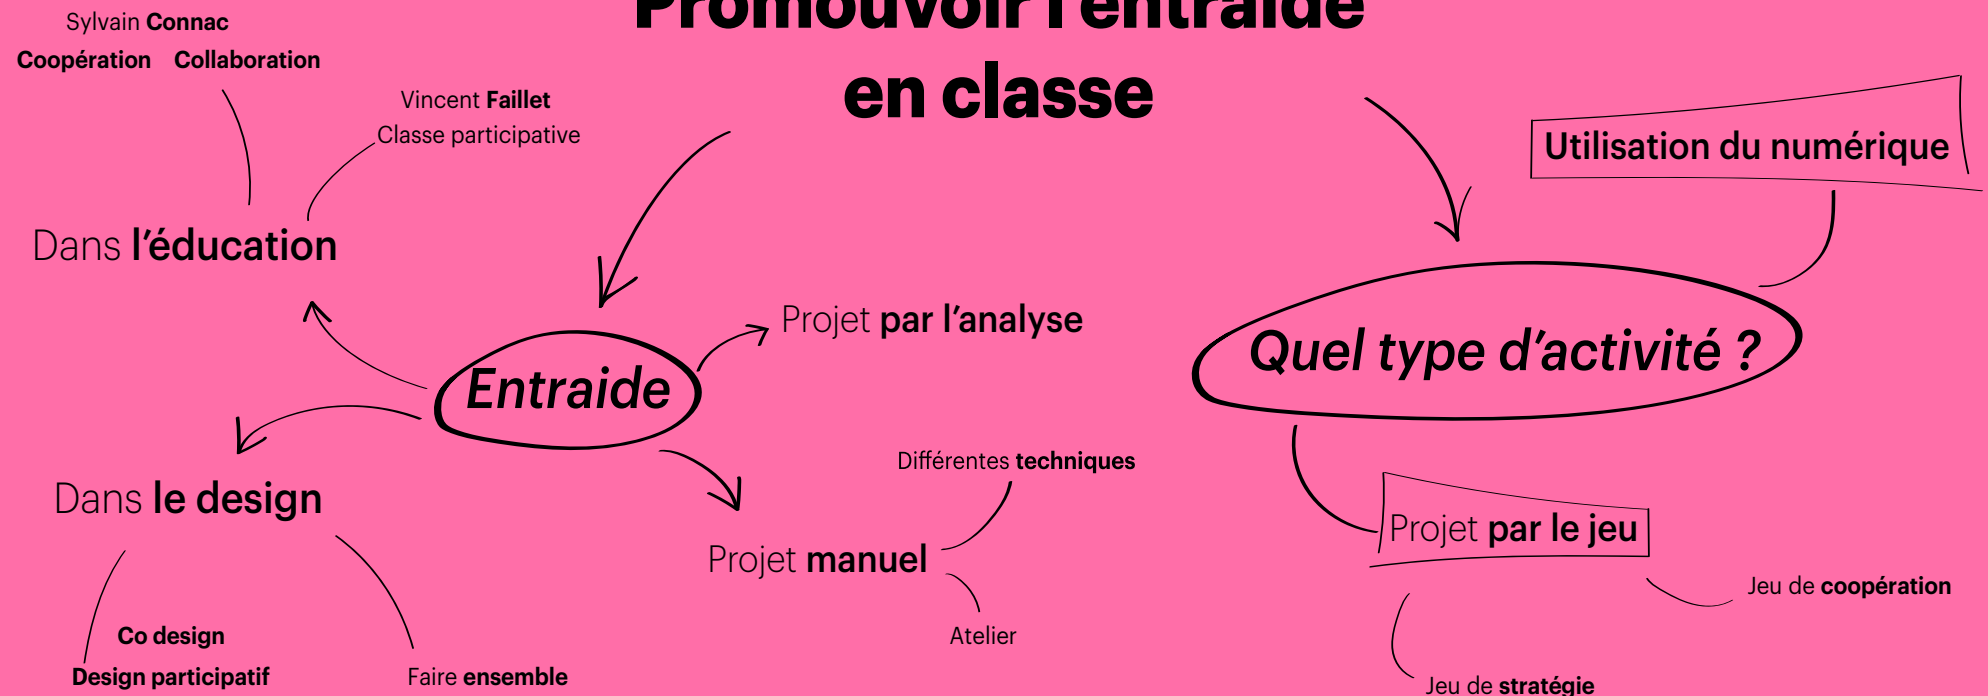 Promouvoir l'entraide
en classe
Sylvain Connac
Coopération Collaboration
Vincent Faillet
Classe participative
Dans l’éducation
Entraide
Projet par l’analyse
Dans le design
Co design
Design participatif
Faire ensemble
Différentes techniques
Projet manuel
Atelier
Utilisation du numérique
Quel type d’activité ?
Projet par le jeu
Jeu de coopération
Jeu de stratégie